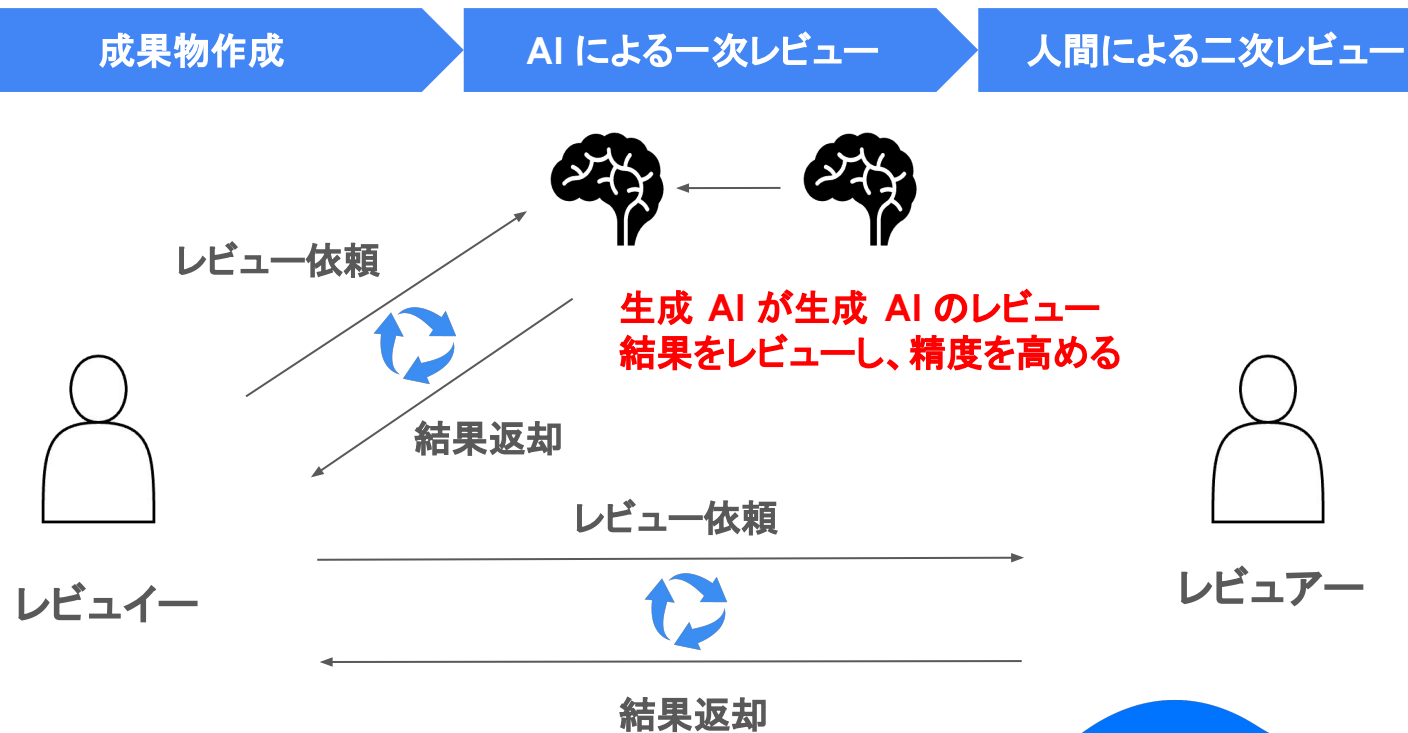 成果物作成
AI による一次レビュー
人間による二次レビュー
レビュー依頼
生成 AI が生成 AI のレビュー
結果をレビューし、精度を高める
結果返却
レビュー依頼
レビュイー
レビュアー
結果返却